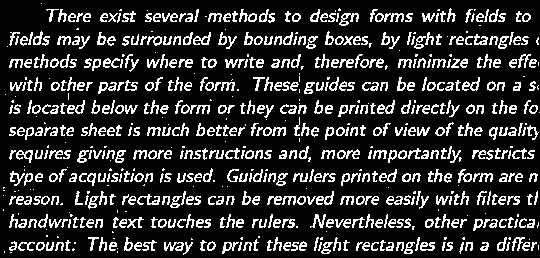 There exist several methods to design forms with fields to
fields may be surrounded by bounding boxes, by light rectangles
methods specify where to write and, therefore, minimize the effe
with other parts of the form. These guides can be located on a s
is located below the form or they can be printed directly on the fo
separate sheet is much better from the point of view of the quality
requires giving more instructions and, more importantly, restricts
type of acquisition is used. Guiding rulers printed on the form are m
reason. Light rectangles can be removed more easily with filters th
handwritten text touches the rulers. Nevertheless, other practica
account: The best way to print these light rectangles is in a differ